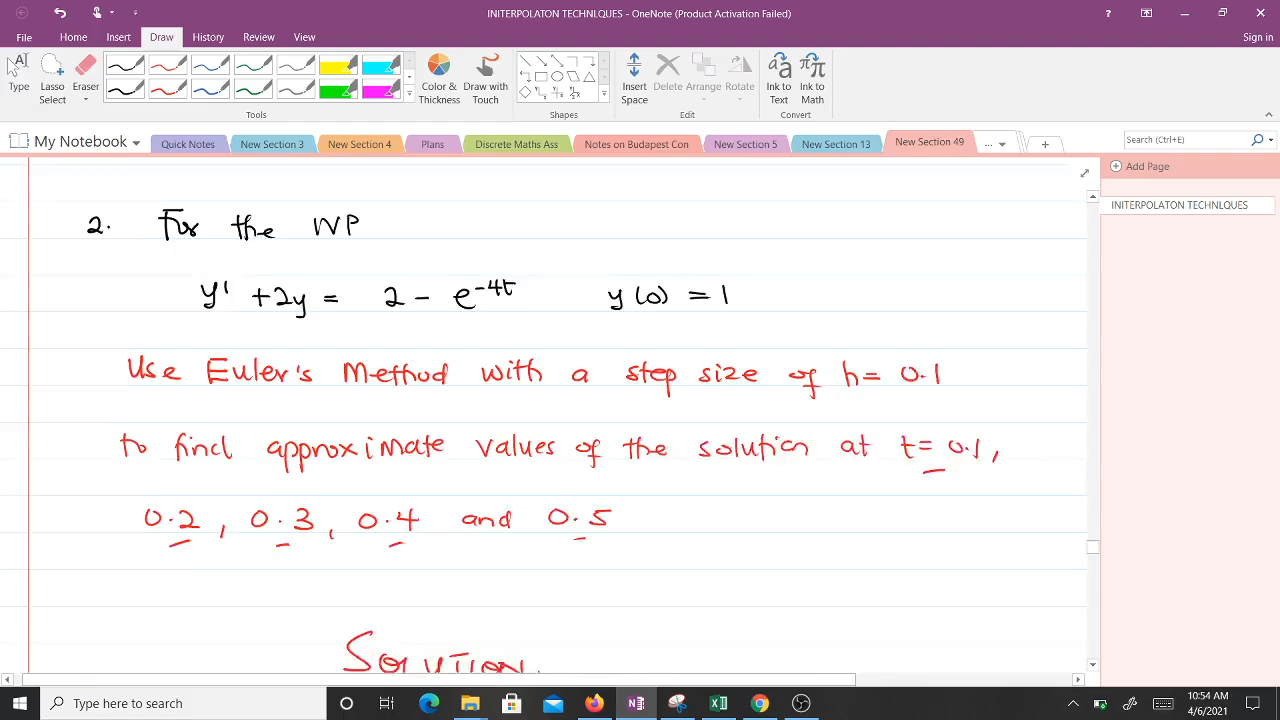 INITERPOLATON TECHNLQUES - OneNote (Product Activation Failed)
File Home Insert Draw History Review View Sign in
Type Lasso Select Eraser Color & Thickness Draw with Touch Insert Space Delete Arrange Rotate Ink to Text Ink to Math
Tools Shapes Edit Convert
My Notebook Quick Notes New Section 3 New Section 4 Plans Discrete Maths Ass Notes on Budapest Con New Section 5 New Section 13 New Section 49 ... Search (Ctrl+E)
Add Page
INITERPOLATON TECHNLQUES
2. For the IVP
y' + 2y = 2 - e^-4t y(0) = 1
Use Euler's Method with a step size of h = 0.1
to find approximate values of the solution at t = 0.1,
0.2, 0.3, 0.4 and 0.5
SOLUTION.
Type here to search
10:54 AM
4/6/2021